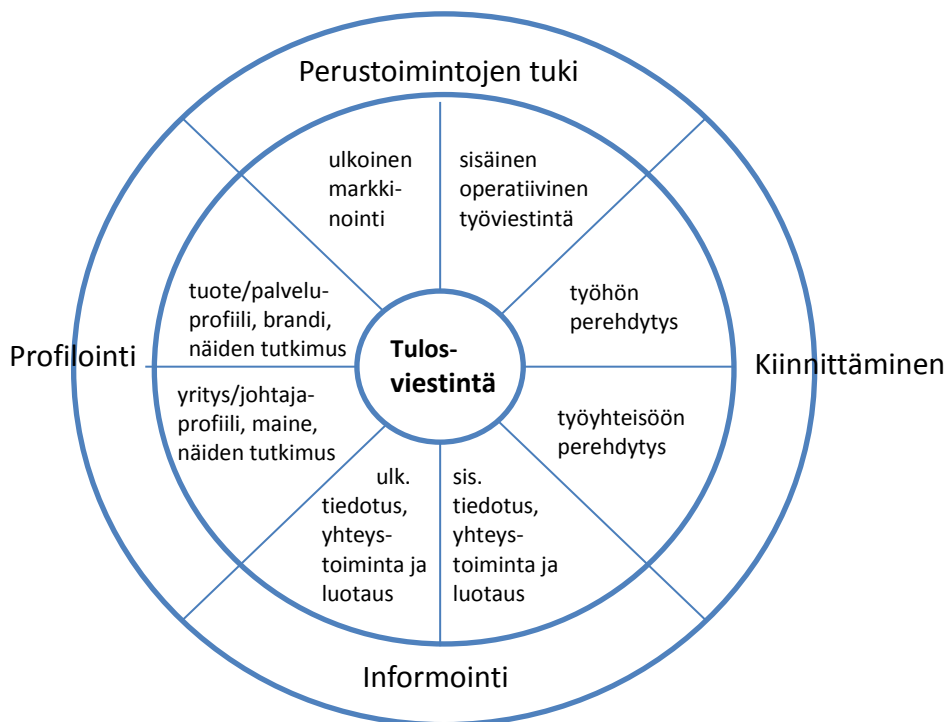 Perustoimintojen tuki
ulkoinen
markki-
nointi
sisäinen
operatiivinen
työviestintä
tuote/palvelu-
profiili, brandi,
näiden tutkimus
työhön
perehdytys
Profilointi
Tulos-
viestintä
Kiinnittäminen
yritys/johtaja-
profiili, maine,
näiden tutkimus
työyhteisöön
perehdytys
ulk.
tiedotus,
yhteys-
toiminta ja
luotaus
sis.
tiedotus,
yhteys-
toiminta ja
luotaus
Informointi